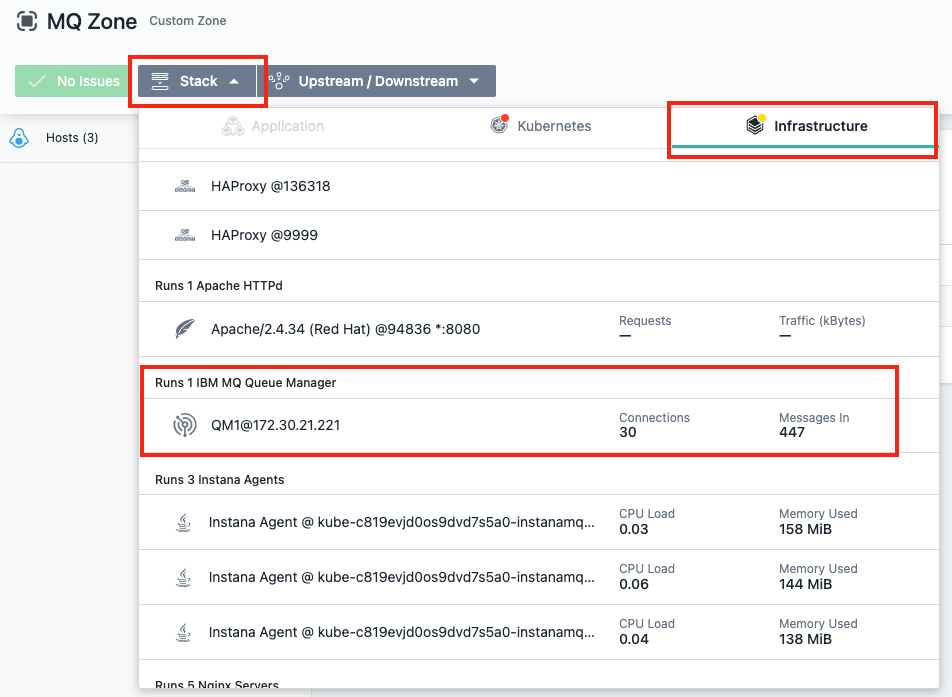 MQ Zone Custom Zone
No Issues Stack Upstream / Downstream
Hosts (3)
Application Kubernetes Infrastructure
HAProxy @136318
HAProxy @9999
Runs 1 Apache HTTPd
Apache/2.4.34 (Red Hat) @94836 *:8080
Requests
—
Traffic (kBytes)
—
Runs 1 IBM MQ Queue Manager
QM1@172.30.21.221
Connections
30
Messages In
447
Runs 3 Instana Agents
Instana Agent @ kube-c819evjd0os9dvd7s5a0-instanamq...
CPU Load
0.03
Memory Used
158 MiB
Instana Agent @ kube-c819evjd0os9dvd7s5a0-instanamq...
CPU Load
0.06
Memory Used
144 MiB
Instana Agent @ kube-c819evjd0os9dvd7s5a0-instanamq...
CPU Load
0.04
Memory Used
138 MiB
Runs 5 Nginx Servers